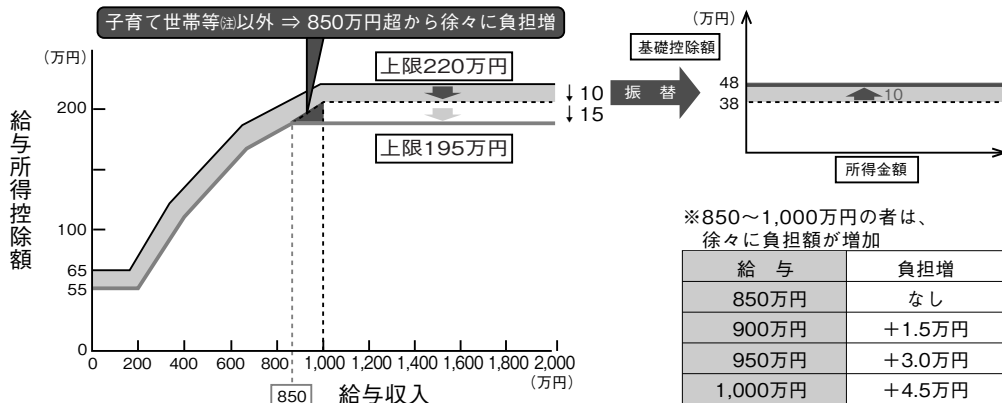 子育て世帯等㊟以外 ⇒ 850万円超から徐々に負担増
(万円)
給与所得控除額
200
100
65
55
0
上限220万円
上限195万円
↓10
↓15
0 200 400 600 800 1,000 1,200 1,400 1,600 1,800 2,000
(万円)
850
給与収入
振替
(万円)
基礎控除額
48
38
10
所得金額
※850～1,000万円の者は、
徐々に負担額が増加
給 与 負担増
850万円 なし
900万円 +1.5万円
950万円 +3.0万円
1,000万円 +4.5万円